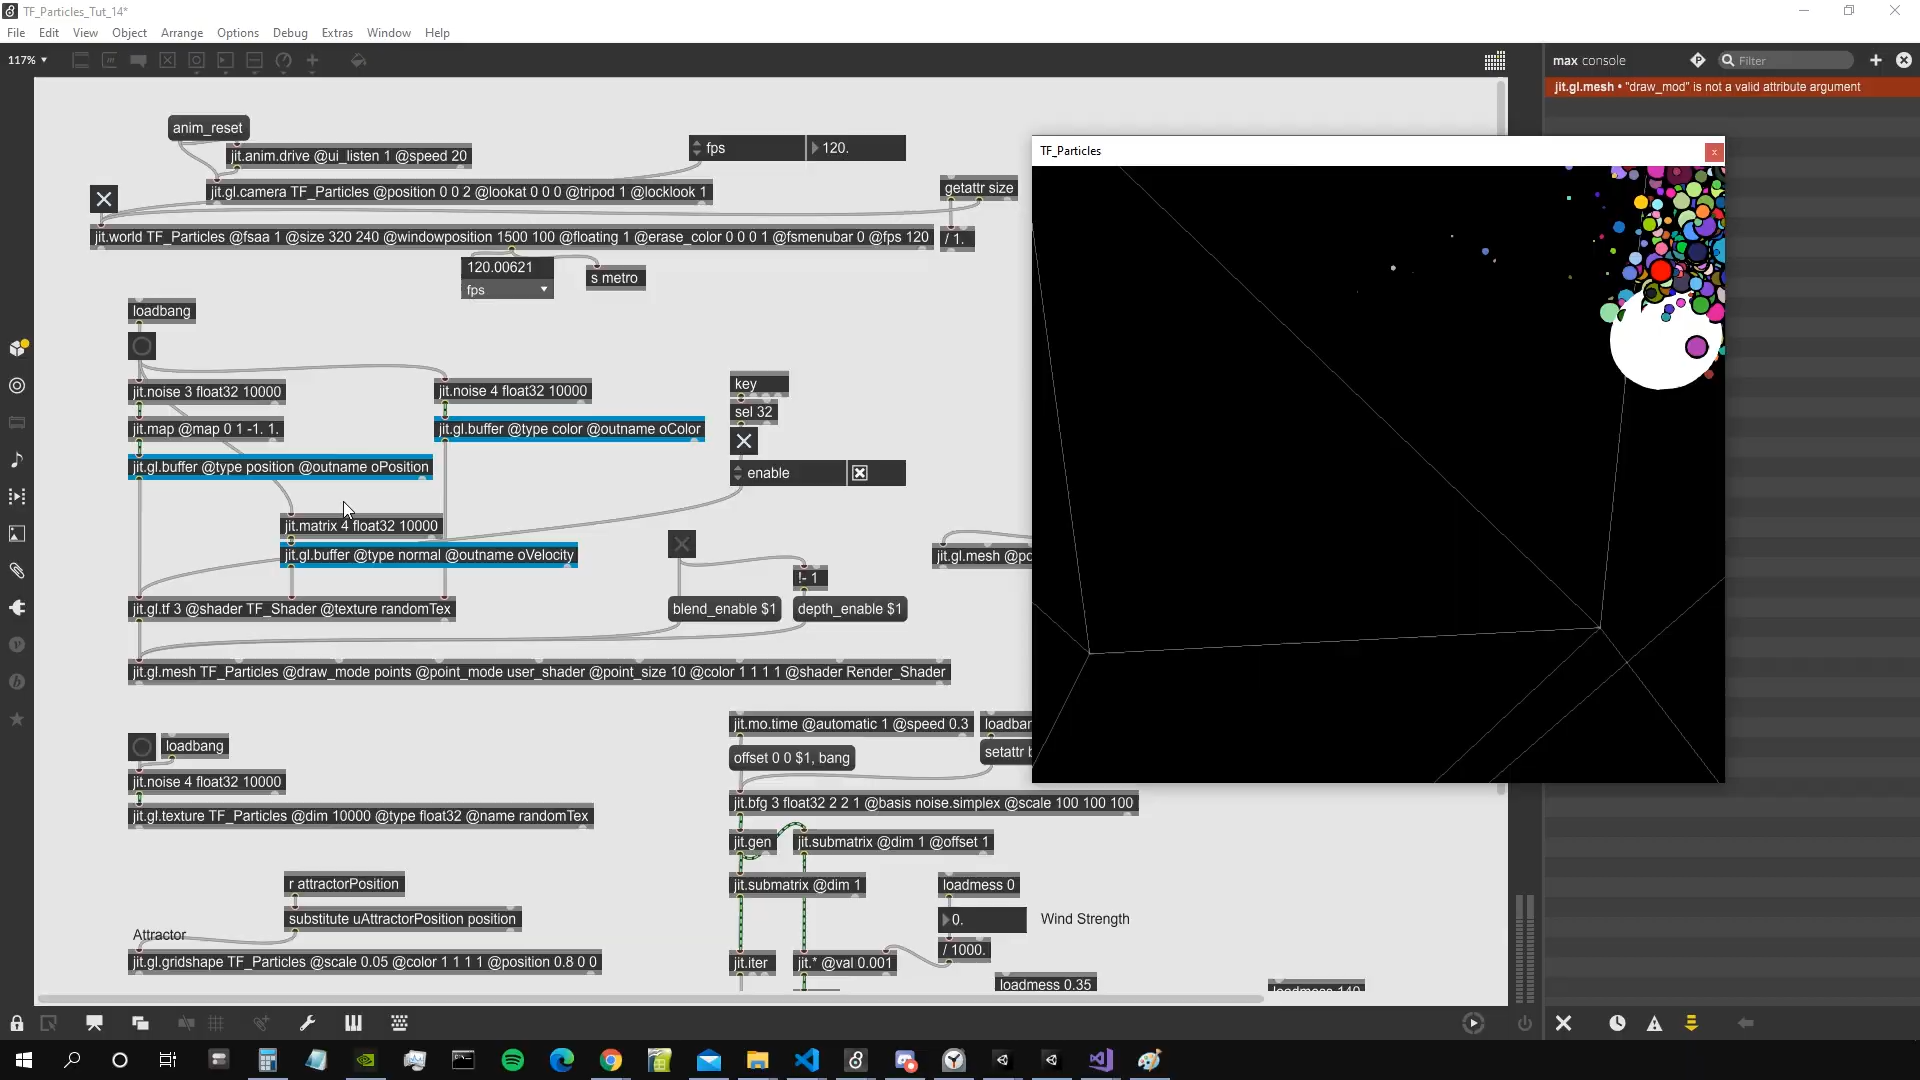 TF_Particles_Tut_14*
File Edit View Object Arrange Options Debug Extras Window Help
117%
max console
Filter
jit.gl.mesh • "draw_mod" is not a valid attribute argument
anim_reset
jit.anim.drive @ui_listen 1 @speed 20
fps
120.
jit.gl.camera TF_Particles @position 0 0 2 @lookat 0 0 0 @tripod 1 @locklook 1
getattr size
jit.world TF_Particles @fsaa 1 @size 320 240 @windowposition 1500 100 @floating 1 @erase_color 0 0 0 1 @fsmenubar 0 @fps 120
/ 1.
120.00621
fps
s metro
TF_Particles
x
loadbang
jit.noise 3 float32 10000
jit.noise 4 float32 10000
key
sel 32
jit.map @map 0 1 -1. 1.
jit.gl.buffer @type color @outname oColor
jit.gl.buffer @type position @outname oPosition
enable
jit.matrix 4 float32 10000
jit.gl.buffer @type normal @outname oVelocity
jit.gl.mesh @po
!- 1
jit.gl.tf 3 @shader TF_Shader @texture randomTex
blend_enable $1
depth_enable $1
jit.gl.mesh TF_Particles @draw_mode points @point_mode user_shader @point_size 10 @color 1 1 1 1 @shader Render_Shader
loadbang
jit.noise 4 float32 10000
jit.gl.texture TF_Particles @dim 10000 @type float32 @name randomTex
jit.mo.time @automatic 1 @speed 0.3
loadban
offset 0 0 $1, bang
setattr b
jit.bfg 3 float32 2 2 1 @basis noise.simplex @scale 100 100 100
jit.gen
jit.submatrix @dim 1 @offset 1
jit.submatrix @dim 1
loadmess 0
0.
Wind Strength
/ 1000.
jit.iter
jit.* @val 0.001
loadmess 0.35
loadmess 140
r attractorPosition
substitute uAttractorPosition position
Attractor
jit.gl.gridshape TF_Particles @scale 0.05 @color 1 1 1 1 @position 0.8 0 0